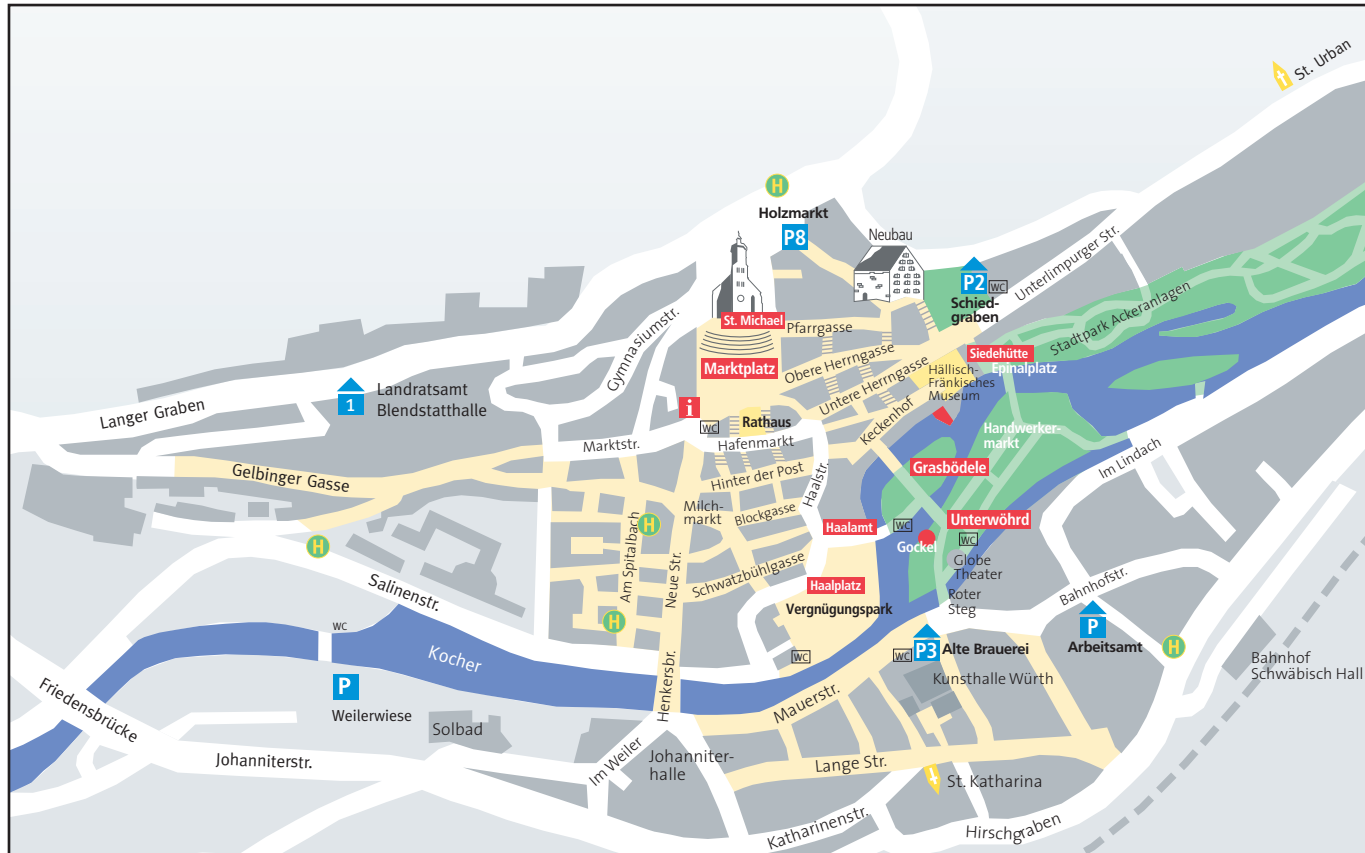 St. Urban
H
Holzmarkt
P8
Neubau
P2
WC
Schied-
graben
Unterlimpurger Str.
Stadtpark Ackeranlagen
St. Michael
Pfarrgasse
Marktplatz
Obere Herrngasse
Untere Herrngasse
Siedehütte
Epinalplatz
Hällisch-
Fränkisches
Museum
Gymnasiumstr.
1
Landratsamt
Blendstatthalle
Langer Graben
i
WC
Rathaus
Keckenhof
Handwerker-
markt
Marktstr.
Hafenmarkt
Gelbinger Gasse
Hinter der Post
Haalstr.
Grasbödele
Im Lindach
Milch-
markt
Blockgasse
H
H
Haalamt
WC
Unterwöhrd
WC
Gockel
Globe
Theater
Am Spitalbach
Neue Str.
Schwatzbühlgasse
Salinenstr.
Haalplatz
Vergnügungspark
Roter
Steg
Bahnhofstr.
P
Arbeitsamt
H
WC
H
Kocher
WC
WC
P3
Alte Brauerei
Kunsthalle Würth
Bahnhof
Schwäbisch Hall
P
Weilerwiese
Friedensbrücke
Solbad
Henkersbr.
Mauerstr.
Johanniterstr.
Im Weiler
Johanniter-
halle
Lange Str.
St. Katharina
Katharinenstr.
Hirschgraben